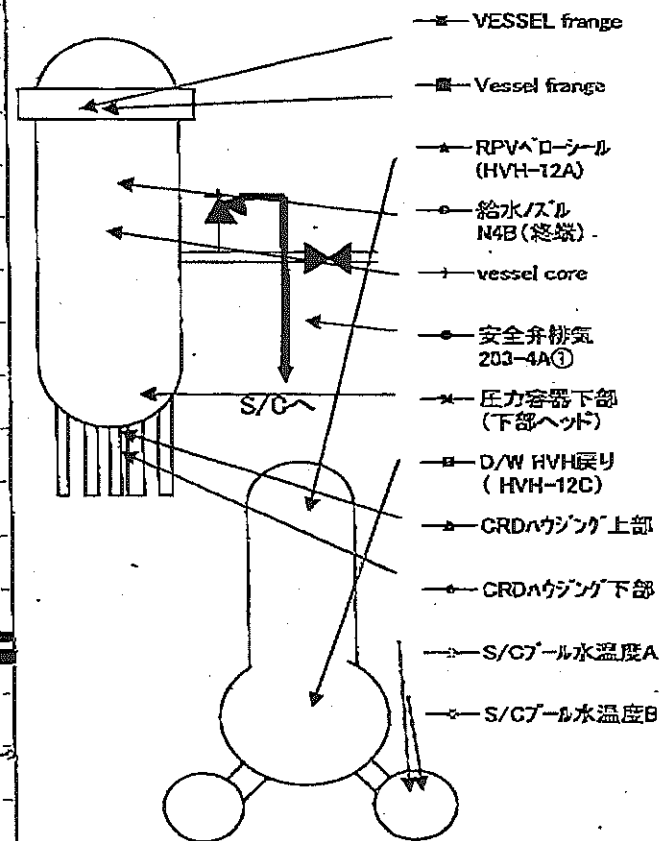 VESSEL frange
Vessel frange
RPVベローシール
(HVH-12A)
給水ノズル
N4B(終端)
vessel core
安全弁排気
203-4A①
圧力容器下部
(下部ヘッド)
D/W HVH戻り
( HVH-12C)
CRDハウジング上部
CRDハウジング下部
S/Cプール水温度A
S/Cプール水温度B
S/Cへ